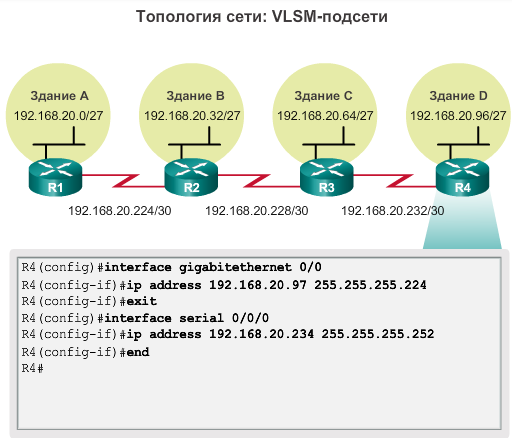 Топология сети: VLSM-подсети
Здание A
192.168.20.0/27
Здание B
192.168.20.32/27
Здание C
192.168.20.64/27
Здание D
192.168.20.96/27
R1
R2
R3
R4
192.168.20.224/30
192.168.20.228/30
192.168.20.232/30
R4(config)#interface gigabitethernet 0/0
R4(config-if)#ip address 192.168.20.97 255.255.255.224
R4(config-if)#exit
R4(config)#interface serial 0/0/0
R4(config-if)#ip address 192.168.20.234 255.255.255.252
R4(config-if)#end
R4#